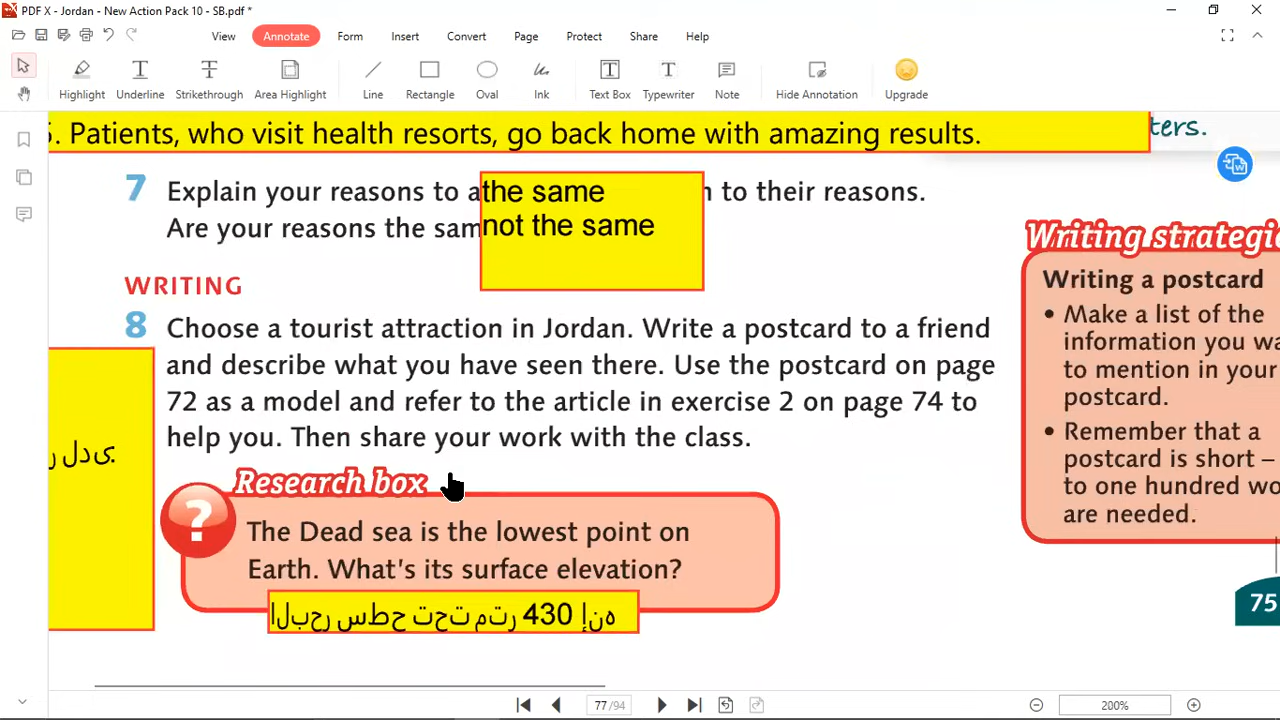 PDF X - Jordan - New Action Pack 10 - SB.pdf *
View Annotate Form Insert Convert Page Protect Share Help
Highlight Underline Strikethrough Area Highlight Line Rectangle Oval Ink Text Box Typewriter Note Hide Annotation Upgrade
. Patients, who visit health resorts, go back home with amazing results.
ters.
7 Explain your reasons to a
the same
n to their reasons.
Are your reasons the sam
not the same
WRITING
8 Choose a tourist attraction in Jordan. Write a postcard to a friend
and describe what you have seen there. Use the postcard on page
72 as a model and refer to the article in exercise 2 on page 74 to
help you. Then share your work with the class.
لدى.
Research box
?
The Dead sea is the lowest point on
Earth. What's its surface elevation?
إنه 430 متر تحت سطح البحر
Writing strategi
Writing a postcard
• Make a list of the
information you wa
to mention in your
postcard.
• Remember that a
postcard is short –
to one hundred wo
are needed.
75
77 /94
200%